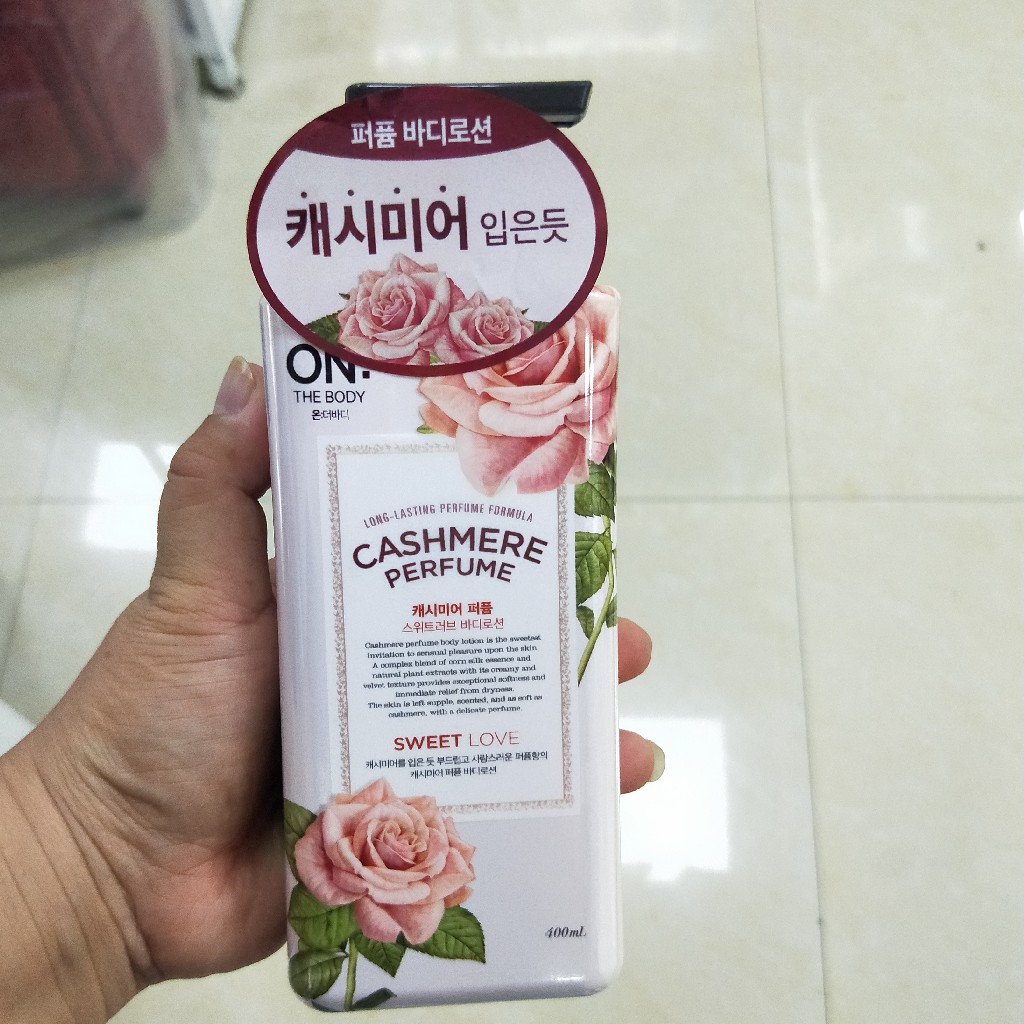 퍼퓸 바디로션
캐시미어 입은듯
ON:
THE BODY
온:더바디
LONG-LASTING PERFUME FORMULA
CASHMERE
PERFUME
캐시미어 퍼퓸
스위트러브 바디로션
Cashmere perfume body lotion is the sweetest
invitation to sensual pleasure upon the skin.
A complex blend of corn silk essence and
natural plant extracts with its creamy and
velvet texture provides exceptional softness and
immediate relief from dryness.
The skin is left supple, scented, and as soft as
cashmere, with a delicate perfume
SWEET LOVE
캐시미어를 입은 듯 부드럽고 사랑스러운 퍼퓸향의
캐시미어 퍼퓸 바디로션
400mL